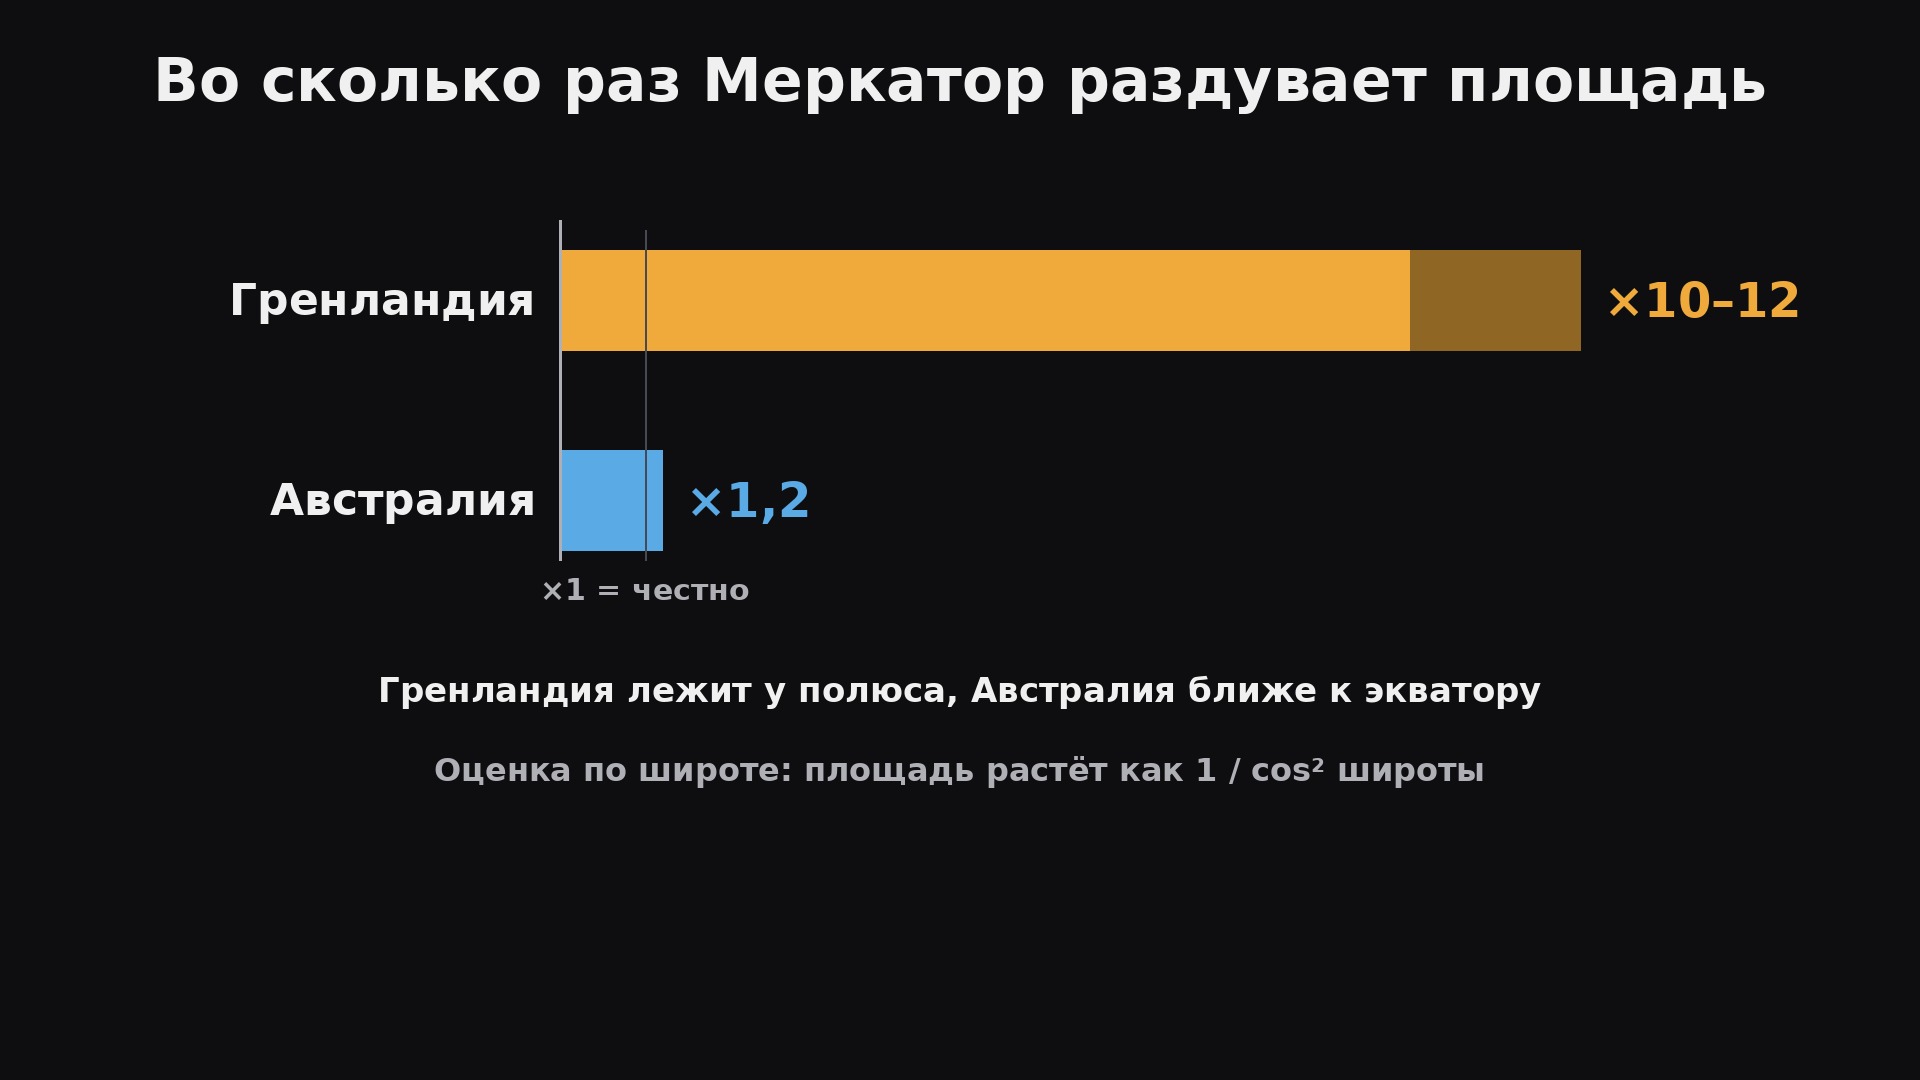 Во сколько раз Меркатор раздувает площадь
Гренландия
×10–12
Австралия
×1,2
×1 = честно
Гренландия лежит у полюса, Австралия ближе к экватору
Оценка по широте: площадь растёт как 1 / cos² широты